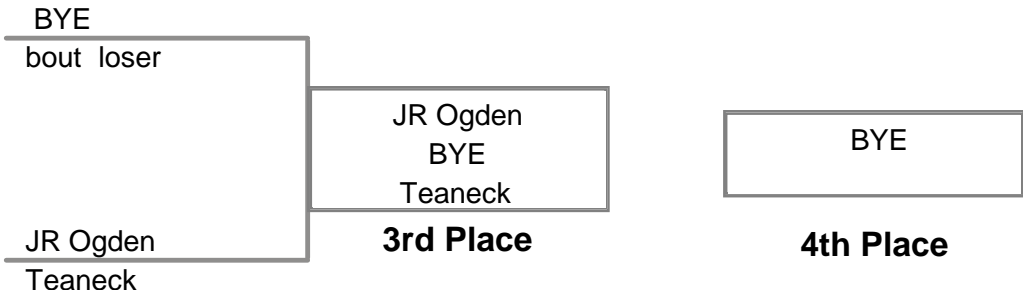 BYE
bout loser
JR Ogden
Teaneck
JR Ogden
BYE
Teaneck
3rd Place
BYE
4th Place